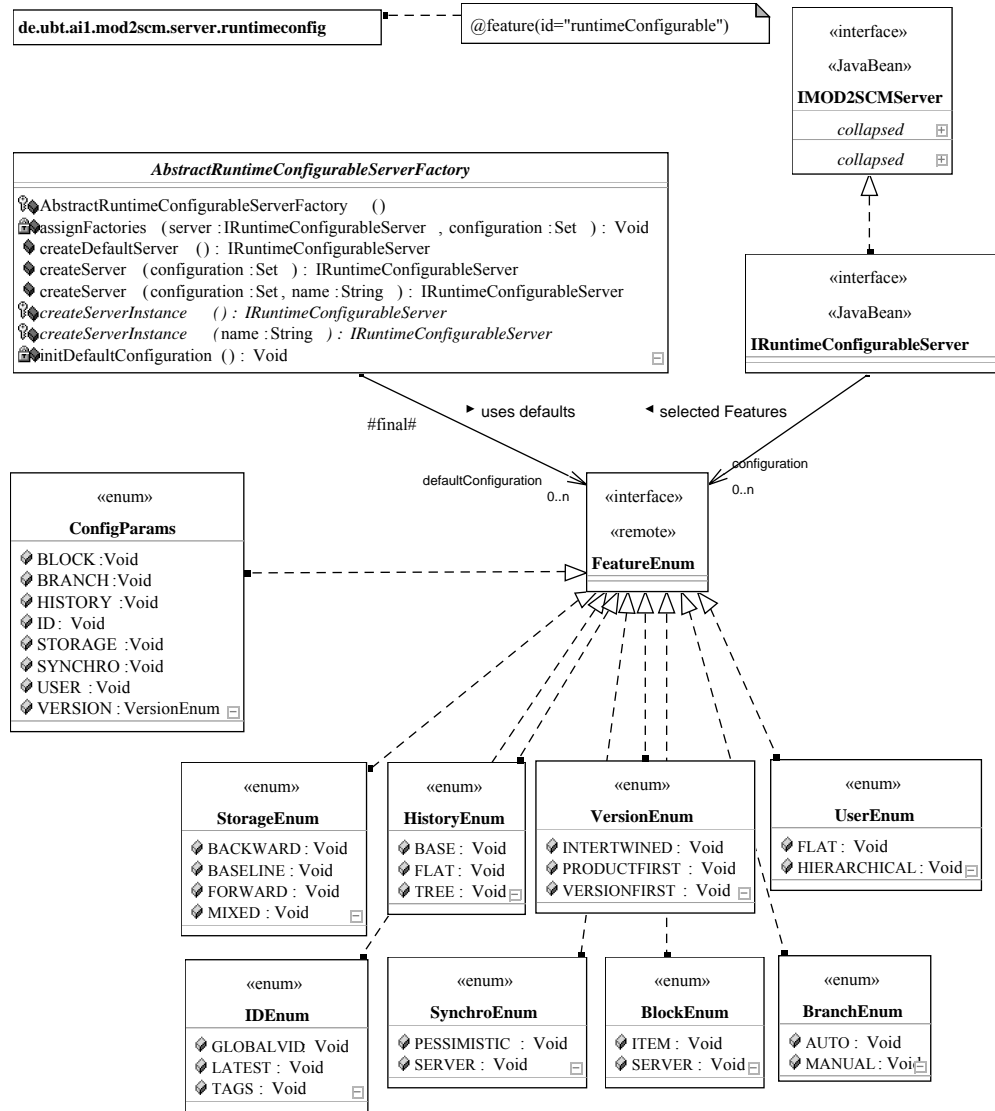 de.ubt.ai1.mod2scm.server.runtimeconfig
@feature(id="runtimeConfigurable")
«interface»
«JavaBean»
IMOD2SCMServer
collapsed
collapsed
AbstractRuntimeConfigurableServerFactory
AbstractRuntimeConfigurableServerFactory ()
assignFactories (server :IRuntimeConfigurableServer , configuration :Set ) : Void
createDefaultServer () : IRuntimeConfigurableServer
createServer (configuration :Set ) : IRuntimeConfigurableServer
createServer (configuration :Set , name :String ) : IRuntimeConfigurableServer
createServerInstance () : IRuntimeConfigurableServer
createServerInstance (name :String ) : IRuntimeConfigurableServer
initDefaultConfiguration () : Void
«interface»
«JavaBean»
IRuntimeConfigurableServer
uses defaults
selected Features
#final#
defaultConfiguration
0..n
configuration
0..n
«interface»
«remote»
FeatureEnum
«enum»
ConfigParams
BLOCK :Void
BRANCH :Void
HISTORY :Void
ID : Void
STORAGE :Void
SYNCHRO :Void
USER : Void
VERSION : VersionEnum
«enum»
StorageEnum
BACKWARD : Void
BASELINE : Void
FORWARD : Void
MIXED : Void
«enum»
HistoryEnum
BASE : Void
FLAT : Void
TREE : Void
«enum»
VersionEnum
INTERTWINED : Void
PRODUCTFIRST : Void
VERSIONFIRST : Void
«enum»
UserEnum
FLAT : Void
HIERARCHICAL : Void
«enum»
IDEnum
GLOBALVID : Void
LATEST : Void
TAGS : Void
«enum»
SynchroEnum
PESSIMISTIC : Void
SERVER : Void
«enum»
BlockEnum
ITEM : Void
SERVER : Void
«enum»
BranchEnum
AUTO : Void
MANUAL : Void